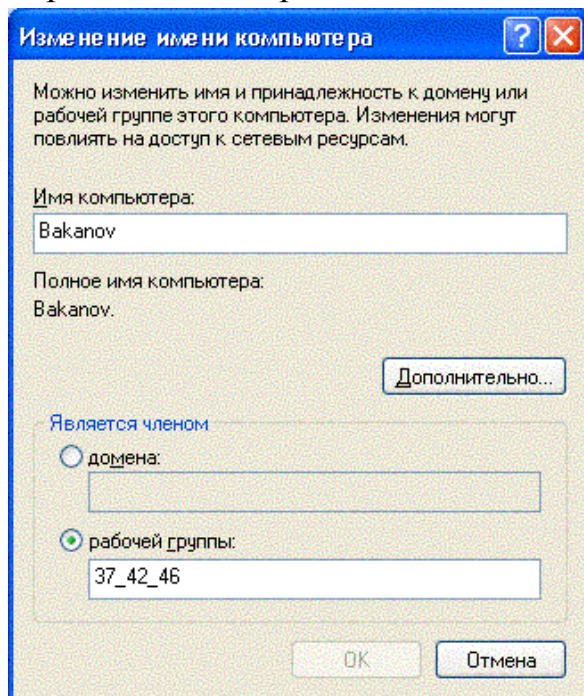 Изменение имени компьютера
Можно изменить имя и принадлежность к домену или
рабочей группе этого компьютера. Изменения могут
повлиять на доступ к сетевым ресурсам.
Имя компьютера:
Bakanov
Полное имя компьютера:
Bakanov.
Дополнительно...
Является членом
домена:
рабочей группы:
37_42_46
OK
Отмена